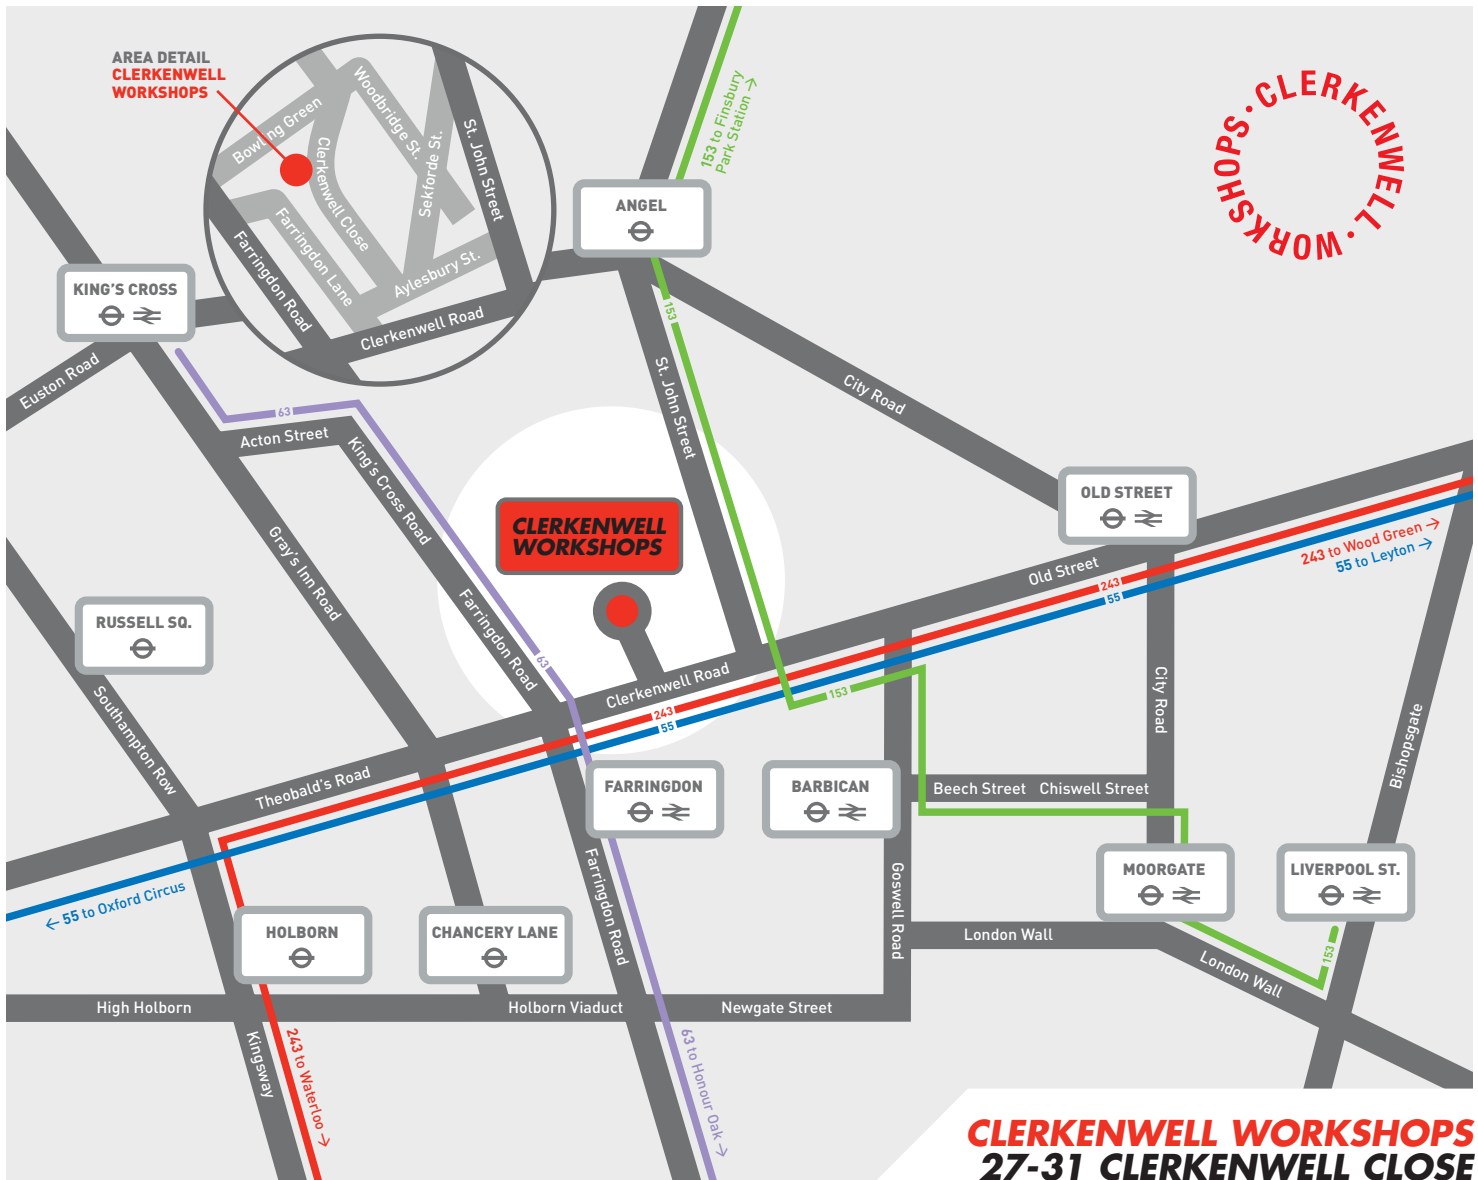 AREA DETAIL
CLERKENWELL
WORKSHOPS
Bowling Green
Woodbridge St.
Clerkenwell Close
Sekforde St.
St. John Street
Farringdon Lane
Farringdon Road
Aylesbury St.
Clerkenwell Road
153 to Finsbury
Park Station →
CLERKENWELL · WORKSHOPS ·
ANGEL
KING'S CROSS
153
Euston Road
63
Acton Street
King's Cross Road
St. John Street
City Road
OLD STREET
CLERKENWELL
WORKSHOPS
Gray's Inn Road
243 to Wood Green →
55 to Leyton →
Old Street
243
55
RUSSELL SQ.
Farringdon Road
63
Clerkenwell Road
243
55
153
City Road
Southampton Row
Bishopsgate
Theobald's Road
FARRINGDON
BARBICAN
Beech Street
Chiswell Street
MOORGATE
LIVERPOOL ST.
← 55 to Oxford Circus
Farringdon Road
Goswell Road
HOLBORN
CHANCERY LANE
London Wall
London Wall
153
High Holborn
Holborn Viaduct
Newgate Street
Kingsway
243 to Waterloo →
63 to Honour Oak →
CLERKENWELL WORKSHOPS
27-31 CLERKENWELL CLOSE